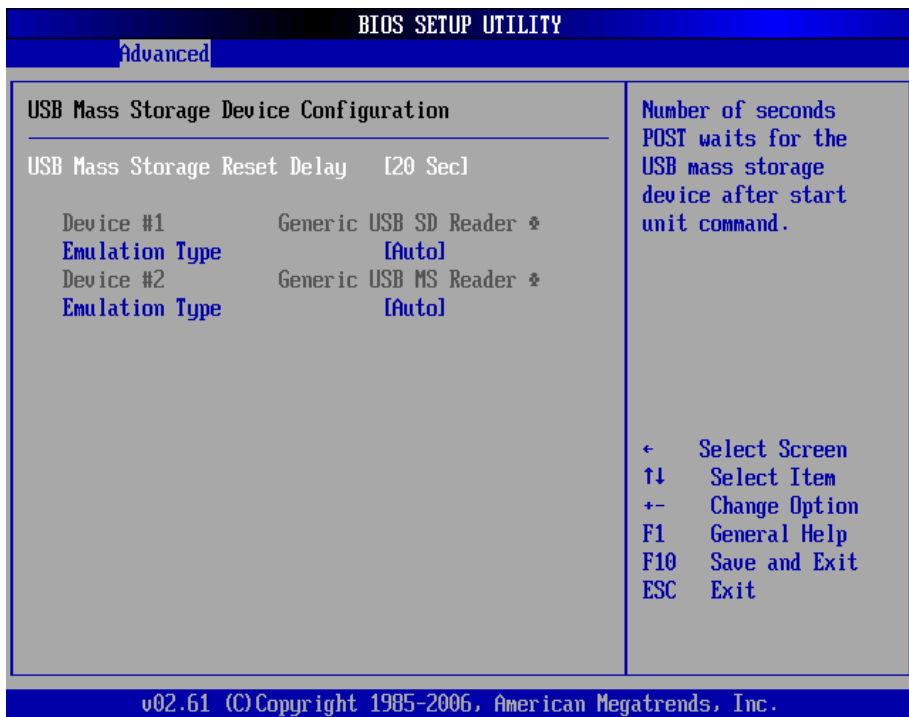 BIOS SETUP UTILITY
Advanced
USB Mass Storage Device Configuration
USB Mass Storage Reset Delay [20 Sec]
Device #1 Generic USB SD Reader
Emulation Type [Auto]
Device #2 Generic USB MS Reader
Emulation Type [Auto]
Number of seconds
POST waits for the
USB mass storage
device after start
unit command.
← Select Screen
↑↓ Select Item
+- Change Option
F1 General Help
F10 Save and Exit
ESC Exit
v02.61 (C)Copyright 1985-2006, American Megatrends, Inc.